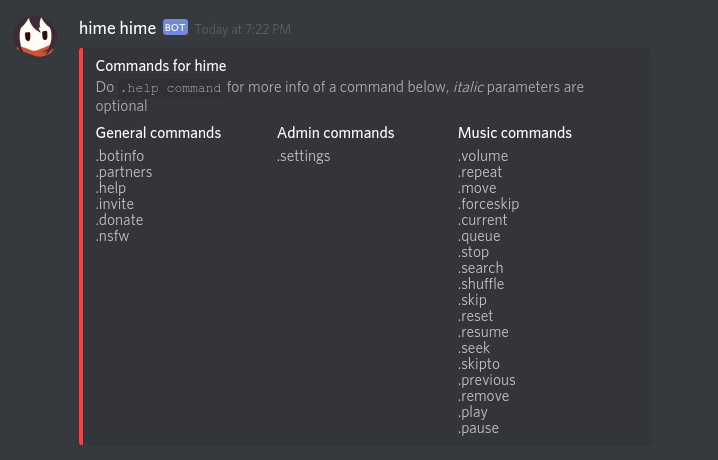 hime hime BOT Today at 7:22 PM
Commands for hime
Do .help command for more info of a command below, italic parameters are
optional
General commands
.botinfo
.partners
.help
.invite
.donate
.nsfw
Admin commands
.settings
Music commands
.volume
.repeat
.move
.forceskip
.current
.queue
.stop
.search
.shuffle
.skip
.reset
.resume
.seek
.skipto
.previous
.remove
.play
.pause